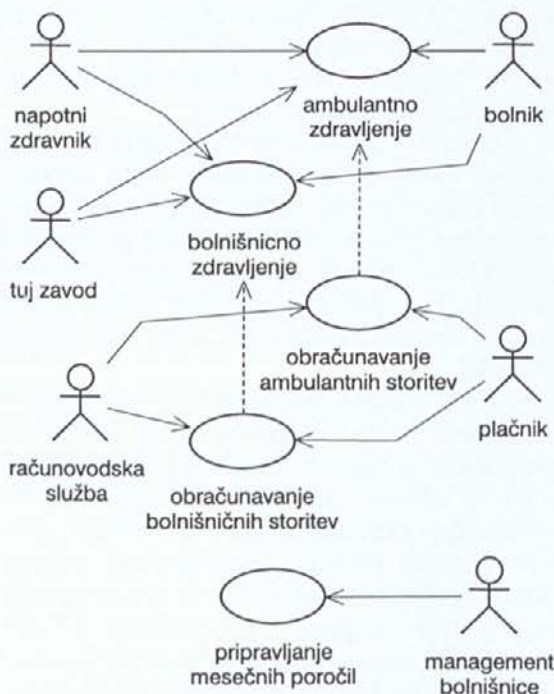 napotni
zdravnik
ambulantno
zdravljenje
bolnik
tuj zavod
bolnišnicno
zdravljenje
obračunavanje
ambulantnih storitev
računovodska
služba
plačnik
obračunavanje
bolnišničnih storitev
pripravljanje
mesečnih poročil
management
bolnišnice